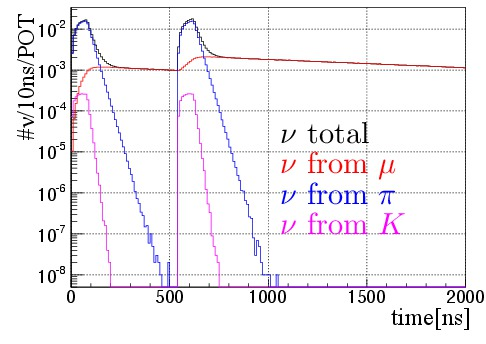 #ν/10ns/POT
10⁻²
10⁻³
10⁻⁴
10⁻⁵
10⁻⁶
10⁻⁷
10⁻⁸
ν total
ν from μ
ν from π
ν from K
0 500 1000 1500 2000
time[ns]